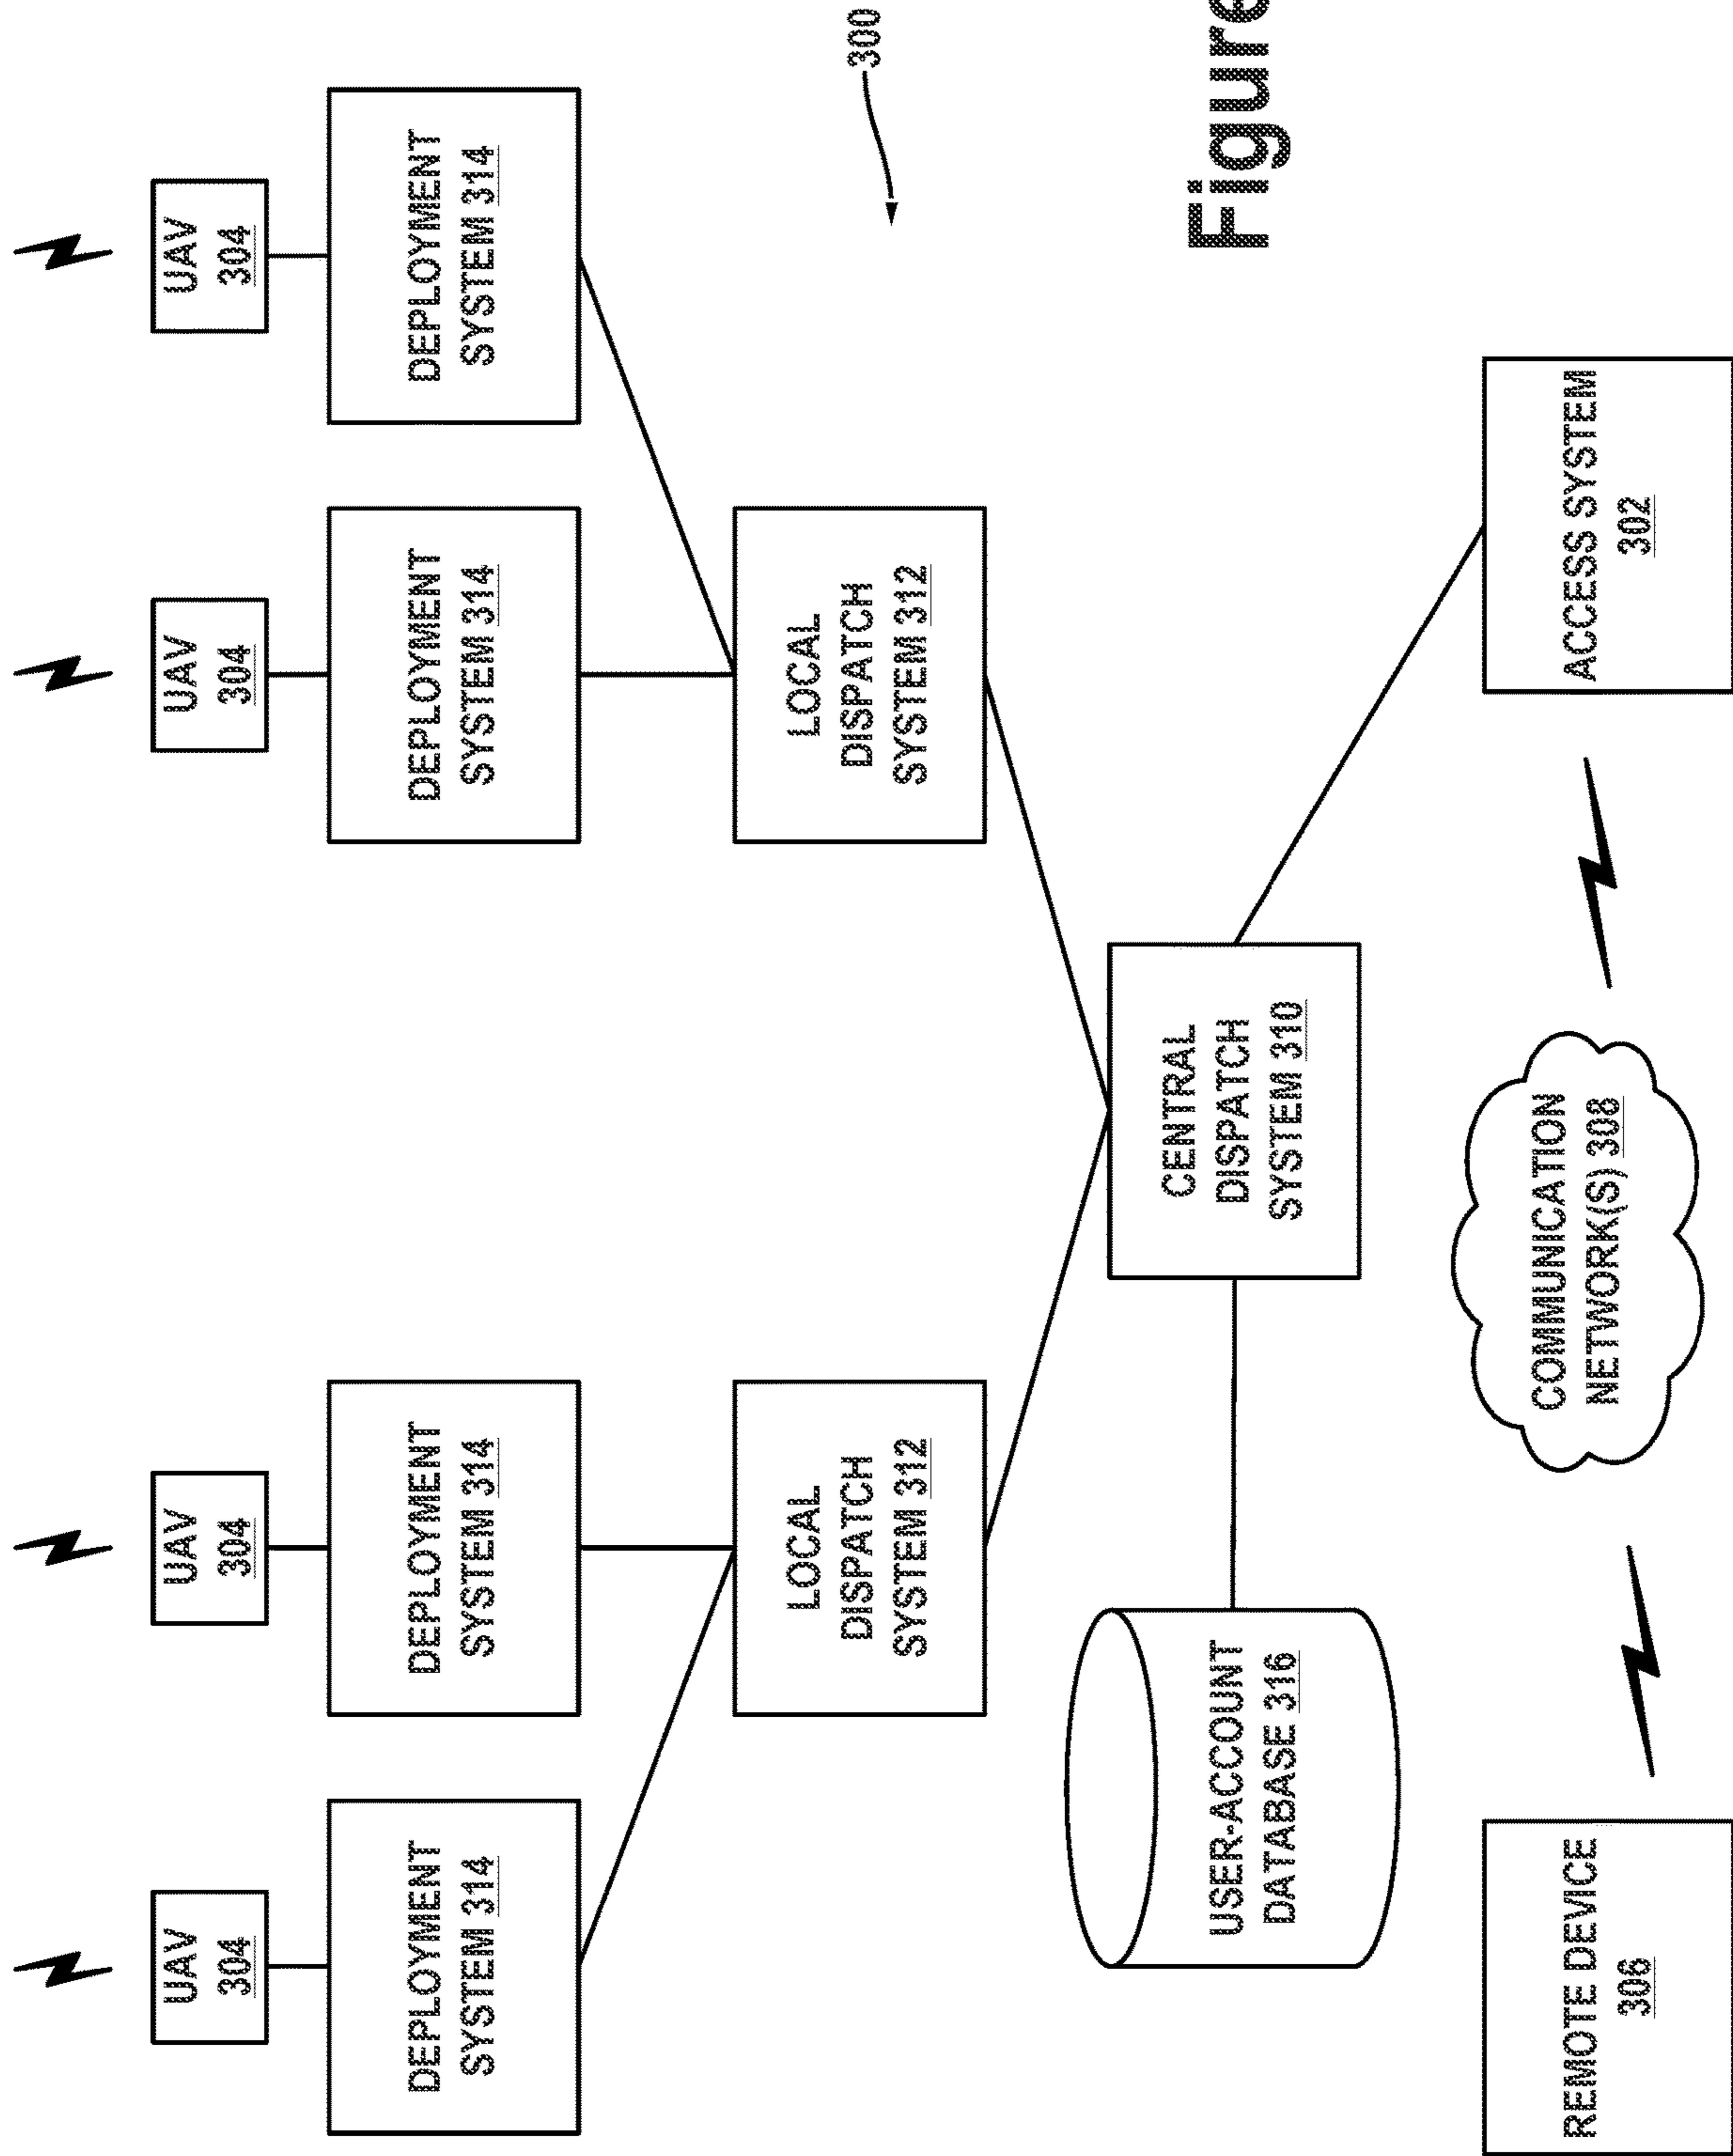 UAV
304
UAV
304
UAV
304
UAV
304
DEPLOYMENT
SYSTEM 314
DEPLOYMENT
SYSTEM 314
DEPLOYMENT
SYSTEM 314
DEPLOYMENT
SYSTEM 314
LOCAL
DISPATCH
SYSTEM 312
LOCAL
DISPATCH
SYSTEM 312
300
USER-ACCOUNT
DATABASE 316
CENTRAL
DISPATCH
SYSTEM 310
Figure
REMOTE DEVICE
306
COMMUNICATION
NETWORK(S) 308
ACCESS SYSTEM
302